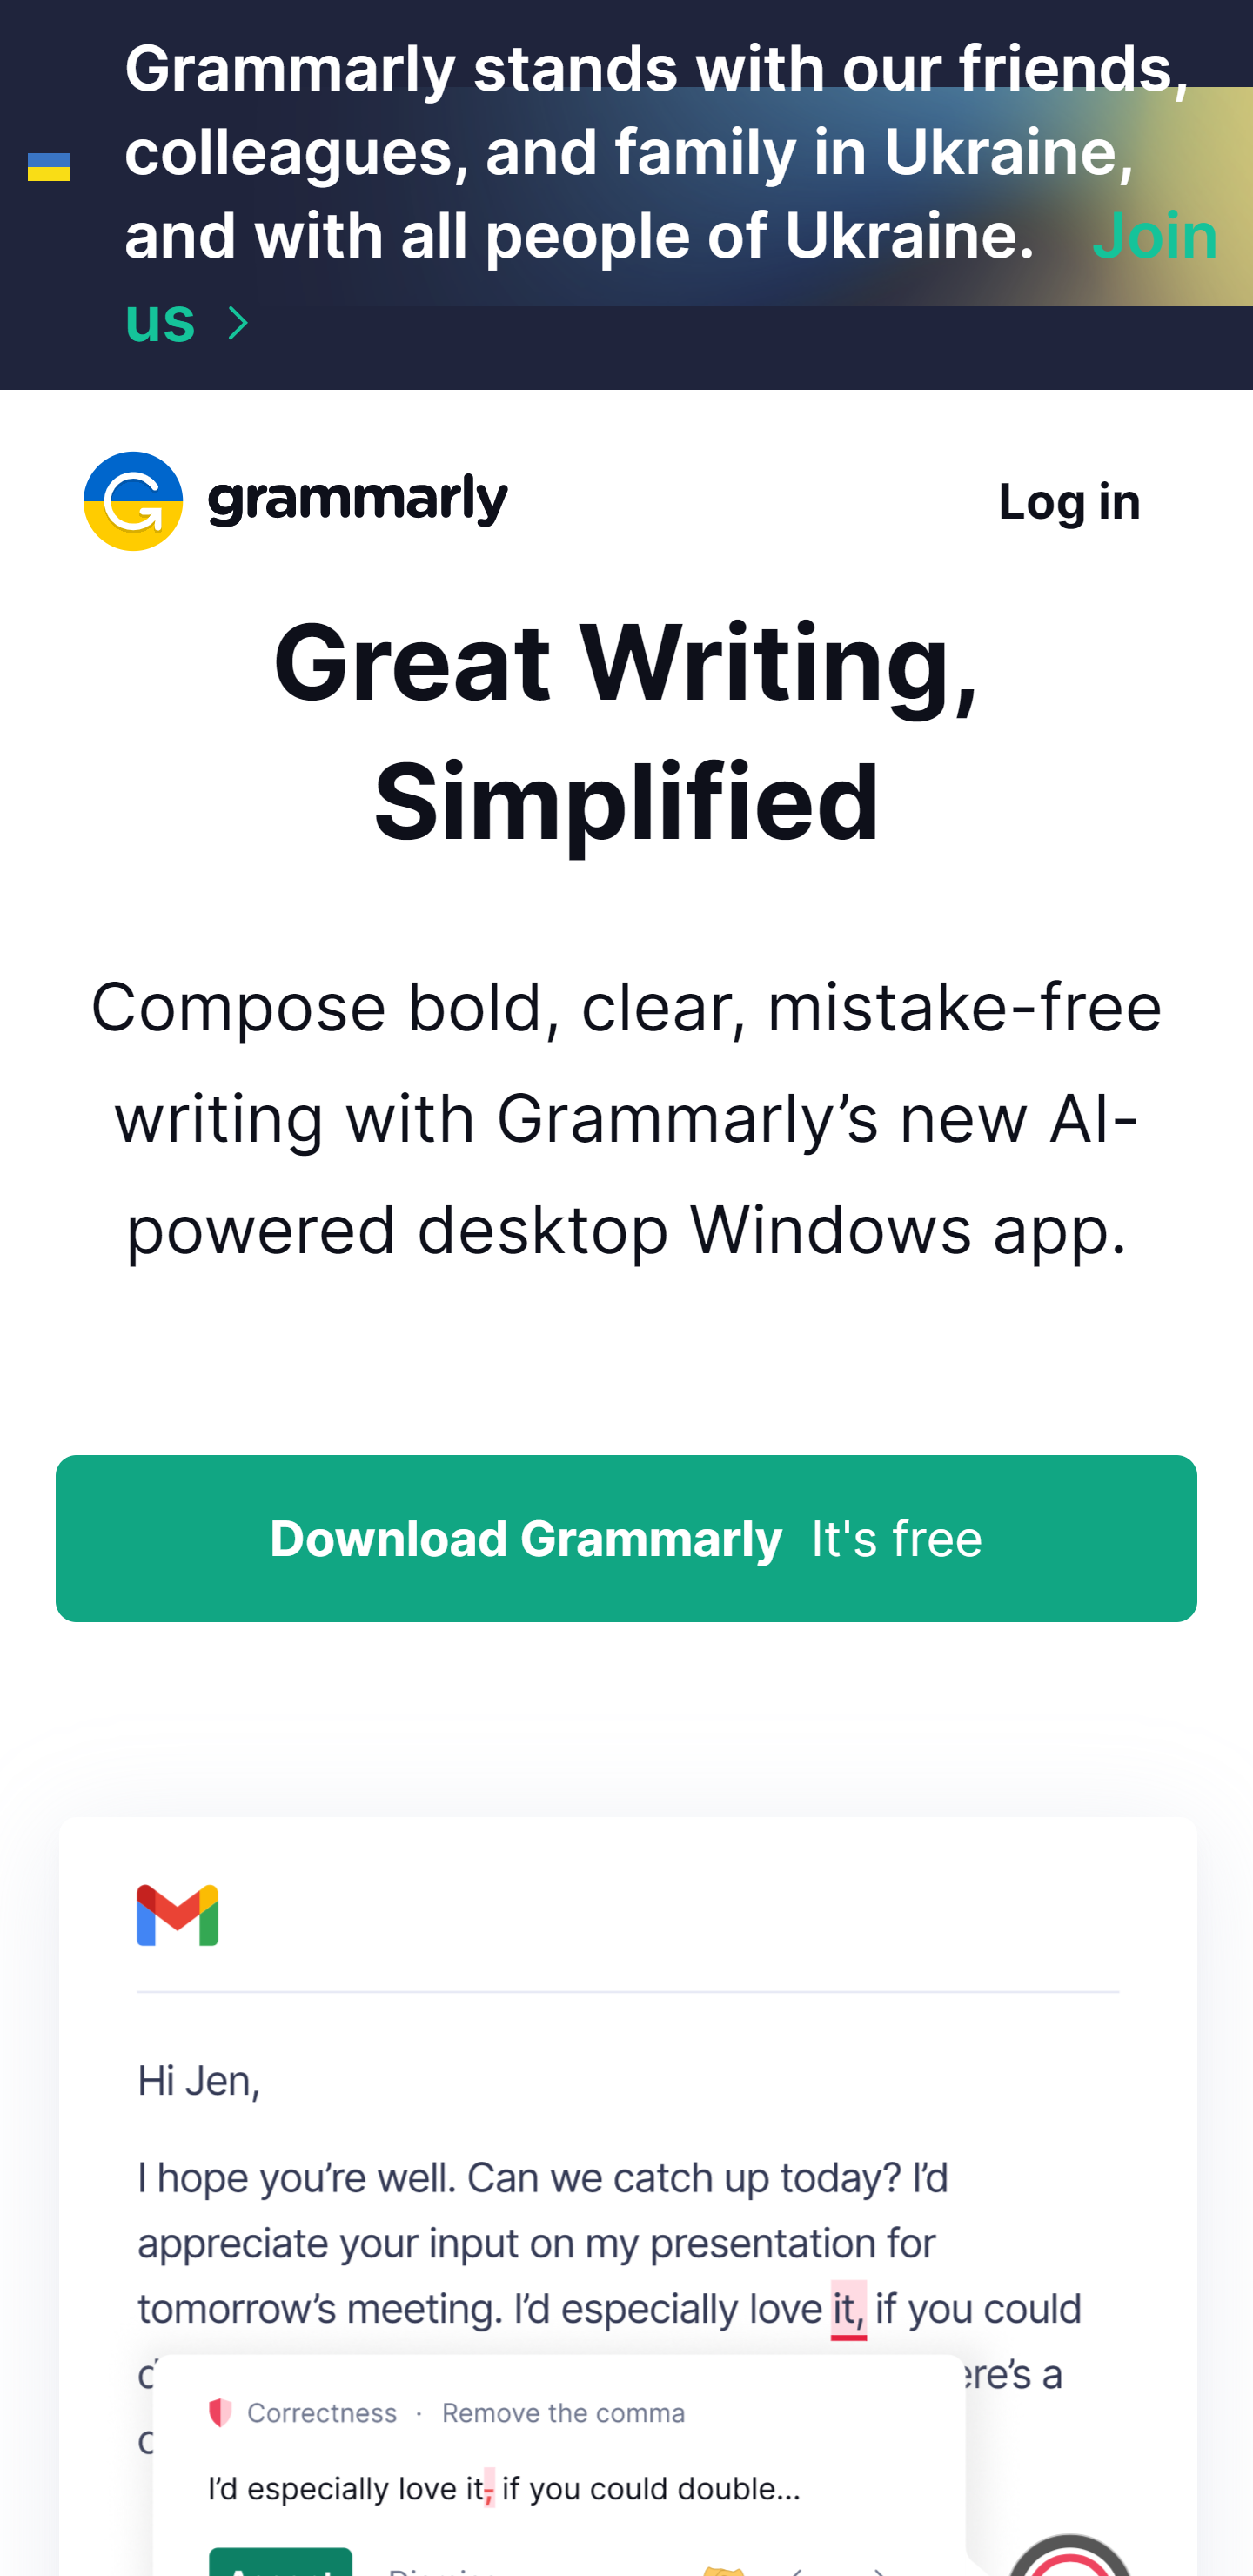 Grammarly stands with our friends,
colleagues, and family in Ukraine,
and with all people of Ukraine. Join
us >
grammarly
Log in
Great Writing,
Simplified
Compose bold, clear, mistake-free
writing with Grammarly’s new AI-
powered desktop Windows app.
Download Grammarly It's free
Hi Jen,
I hope you’re well. Can we catch up today? I’d
appreciate your input on my presentation for
tomorrow’s meeting. I’d especially love it, if you could
Correctness · Remove the comma
I’d especially love it, if you could double...